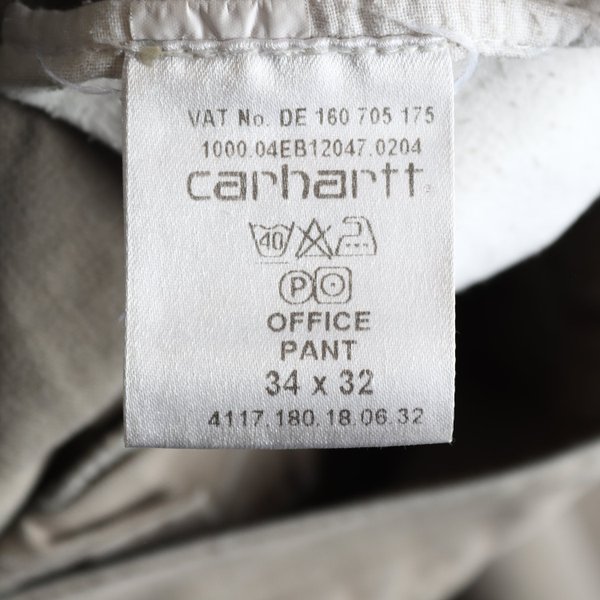 VAT No. DE 160 705 175
1000.04EB12047.0204
carhartt
40
P
OFFICE
PANT
34 x 32
4117.180.18.06.32